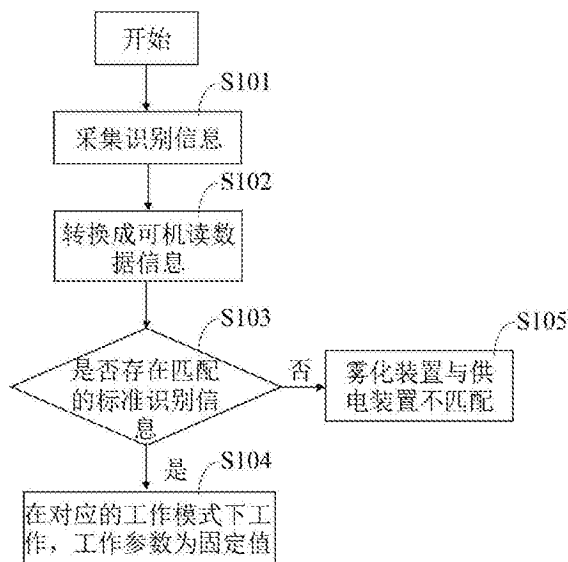 开始
S101
采集识别信息
S102
转换成可机读数
据信息
S103
是否存在匹配
的标准识别信
息
否
S105
雾化装置与供
电装置不匹配
是
S104
在对应的工作模式下工
作，工作参数为固定值